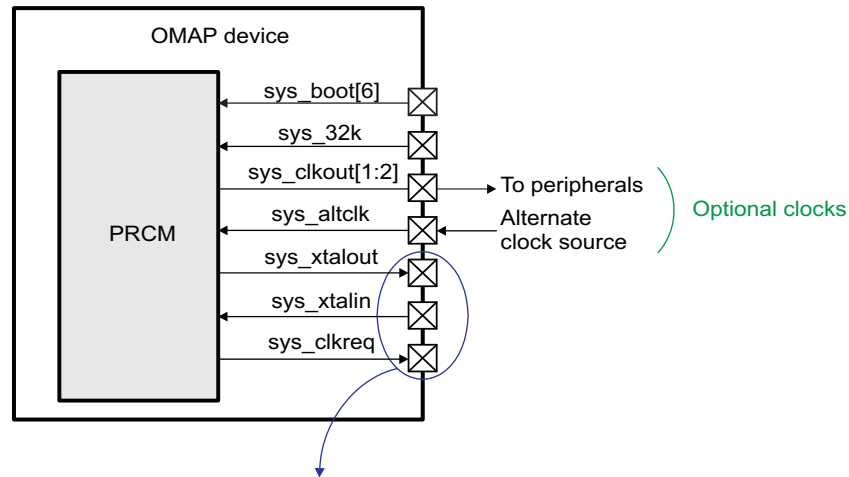 OMAP device
sys_boot[6]
sys_32k
sys_clkout[1:2]
To peripherals
Optional clocks
sys_altclk
Alternate
clock source
PRCM
sys_xtalout
sys_xtalin
sys_clkreq